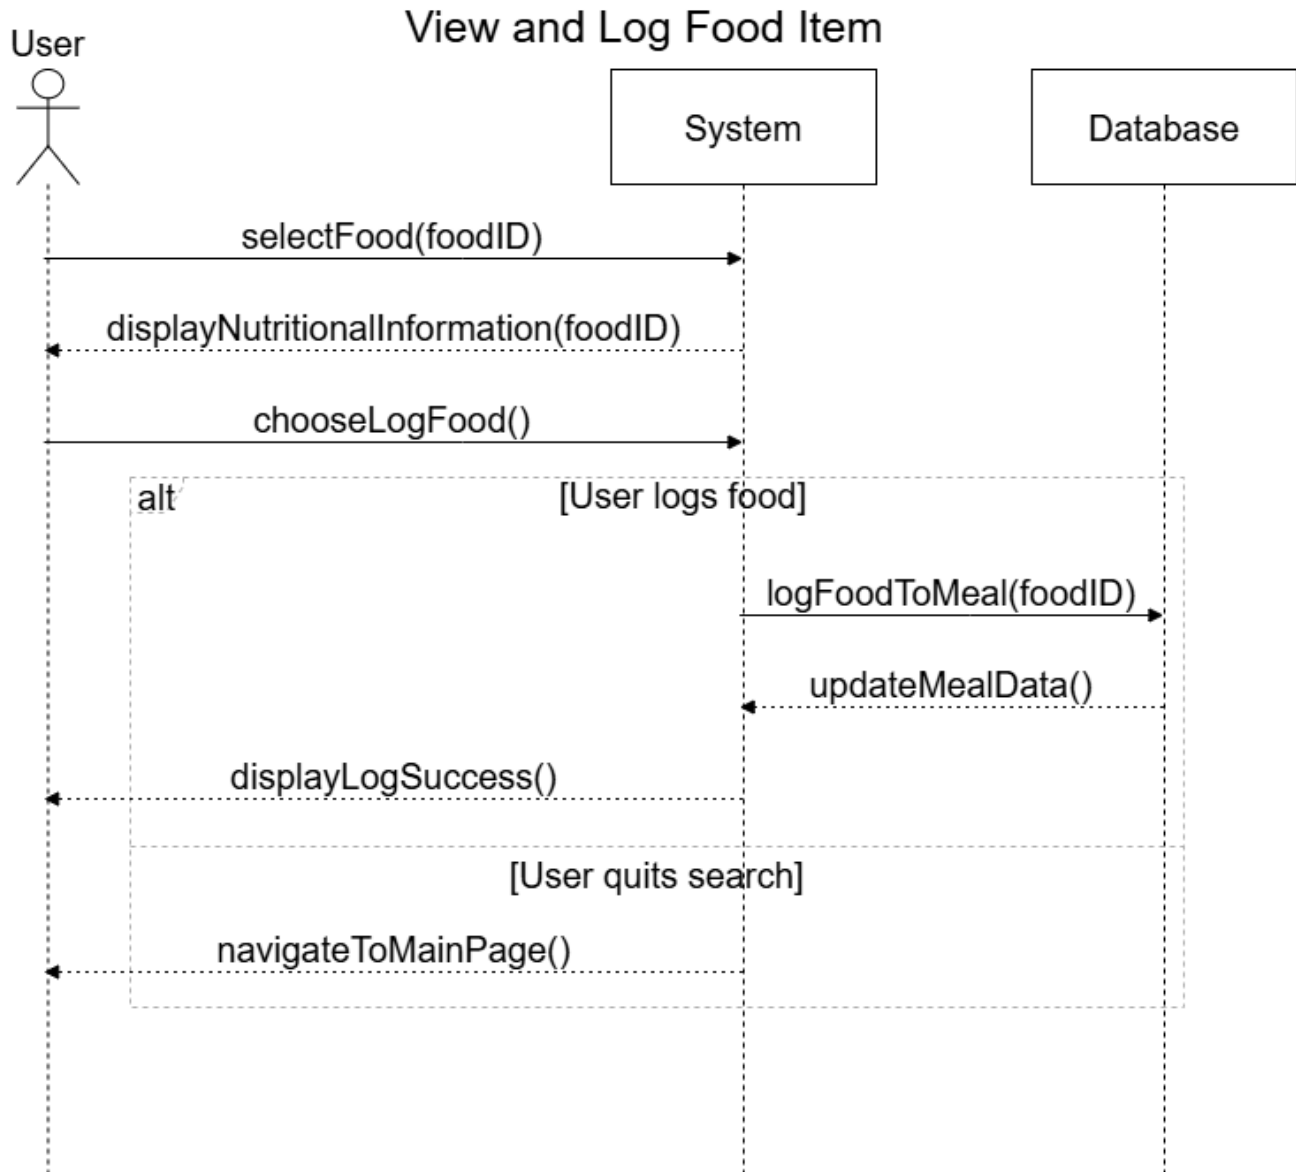 View and Log Food Item
User
System
Database
selectFood(foodID)
displayNutritionalInformation(foodID)
chooseLogFood()
alt
[User logs food]
logFoodToMeal(foodID)
updateMealData()
displayLogSuccess()
[User quits search]
navigateToMainPage()